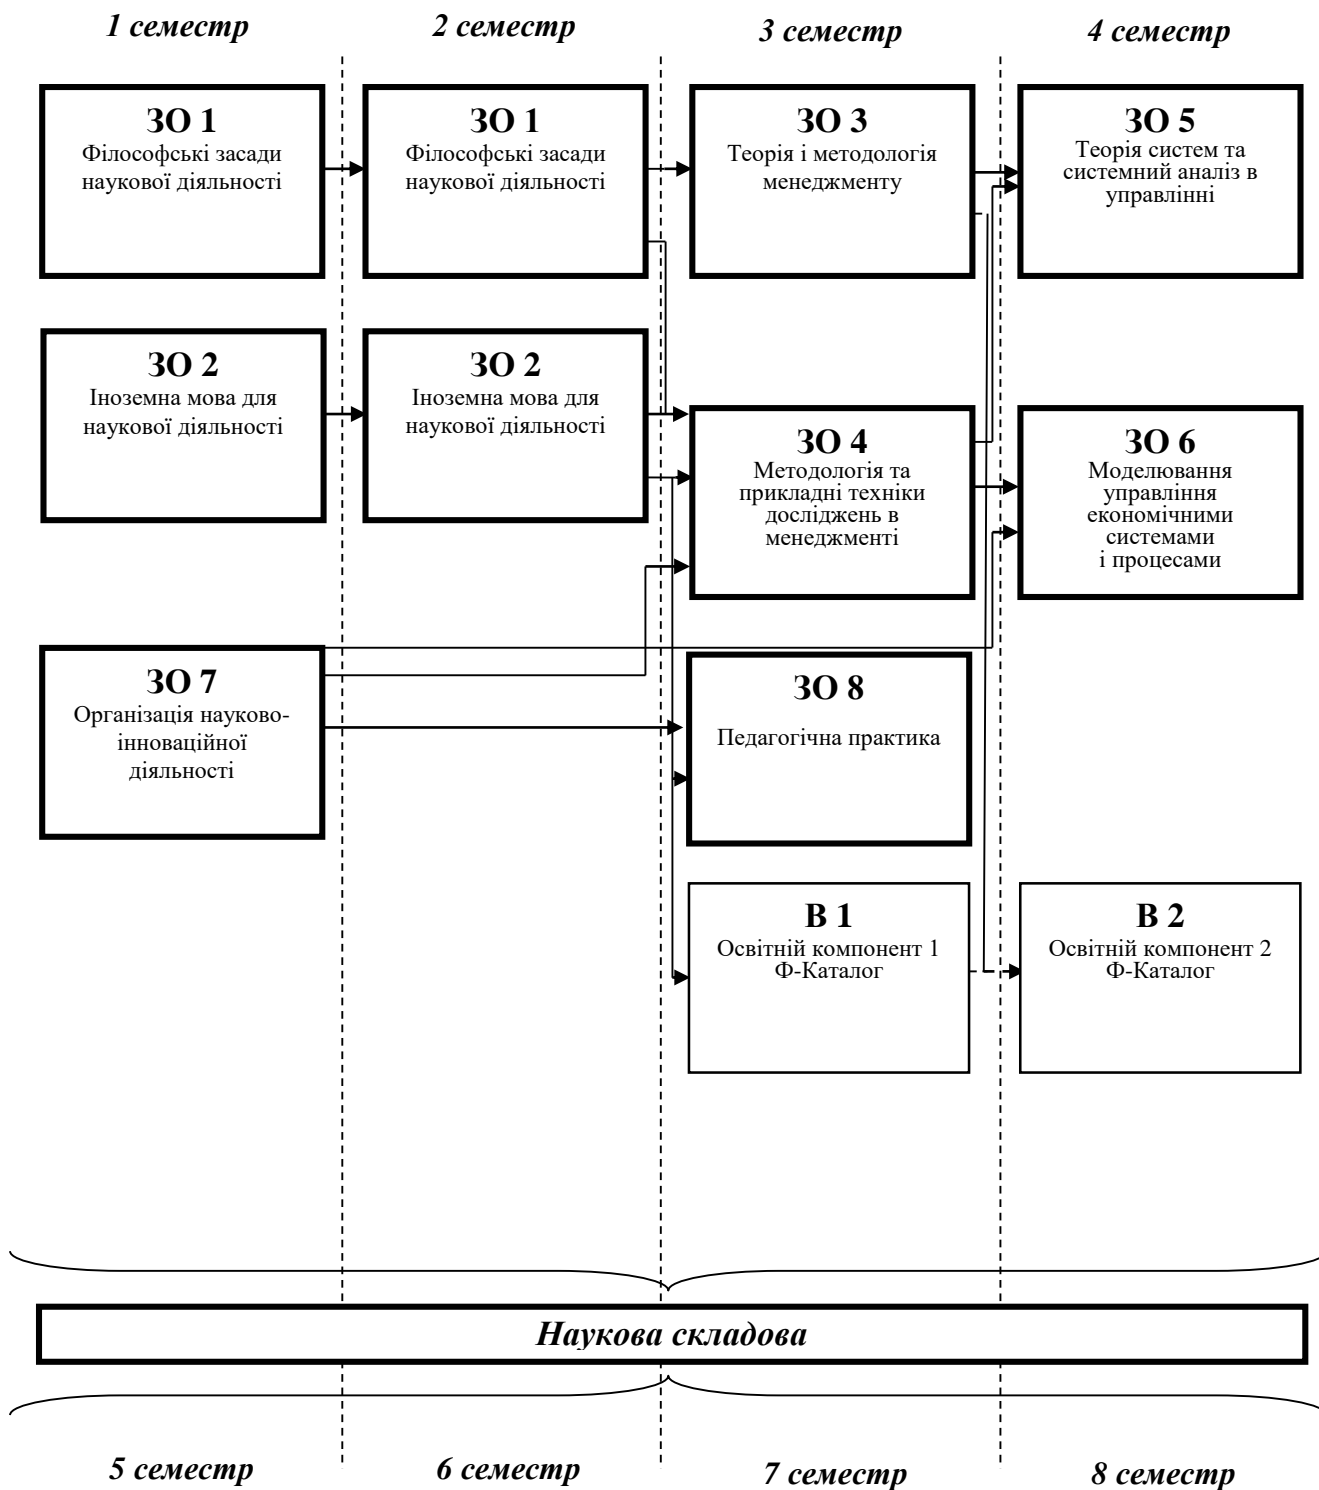 1 семестр
2 семестр
3 семестр
4 семестр
ЗО 1
Філософські засади
наукової діяльності
ЗО 1
Філософські засади
наукової діяльності
ЗО 3
Теорія і методологія
менеджменту
ЗО 5
Теорія систем та
системний аналіз в
управлінні
ЗО 2
Іноземна мова для
наукової діяльності
ЗО 2
Іноземна мова для
наукової діяльності
ЗО 4
Методологія та
прикладні техніки
досліджень в
менеджменті
ЗО 6
Моделювання
управління
економічними
системами
і процесами
ЗО 7
Організація науково-
інноваційної
діяльності
ЗО 8
Педагогічна практика
В 1
Освітній компонент 1
Ф-Каталог
В 2
Освітній компонент 2
Ф-Каталог
Наукова складова
5 семестр
6 семестр
7 семестр
8 семестр